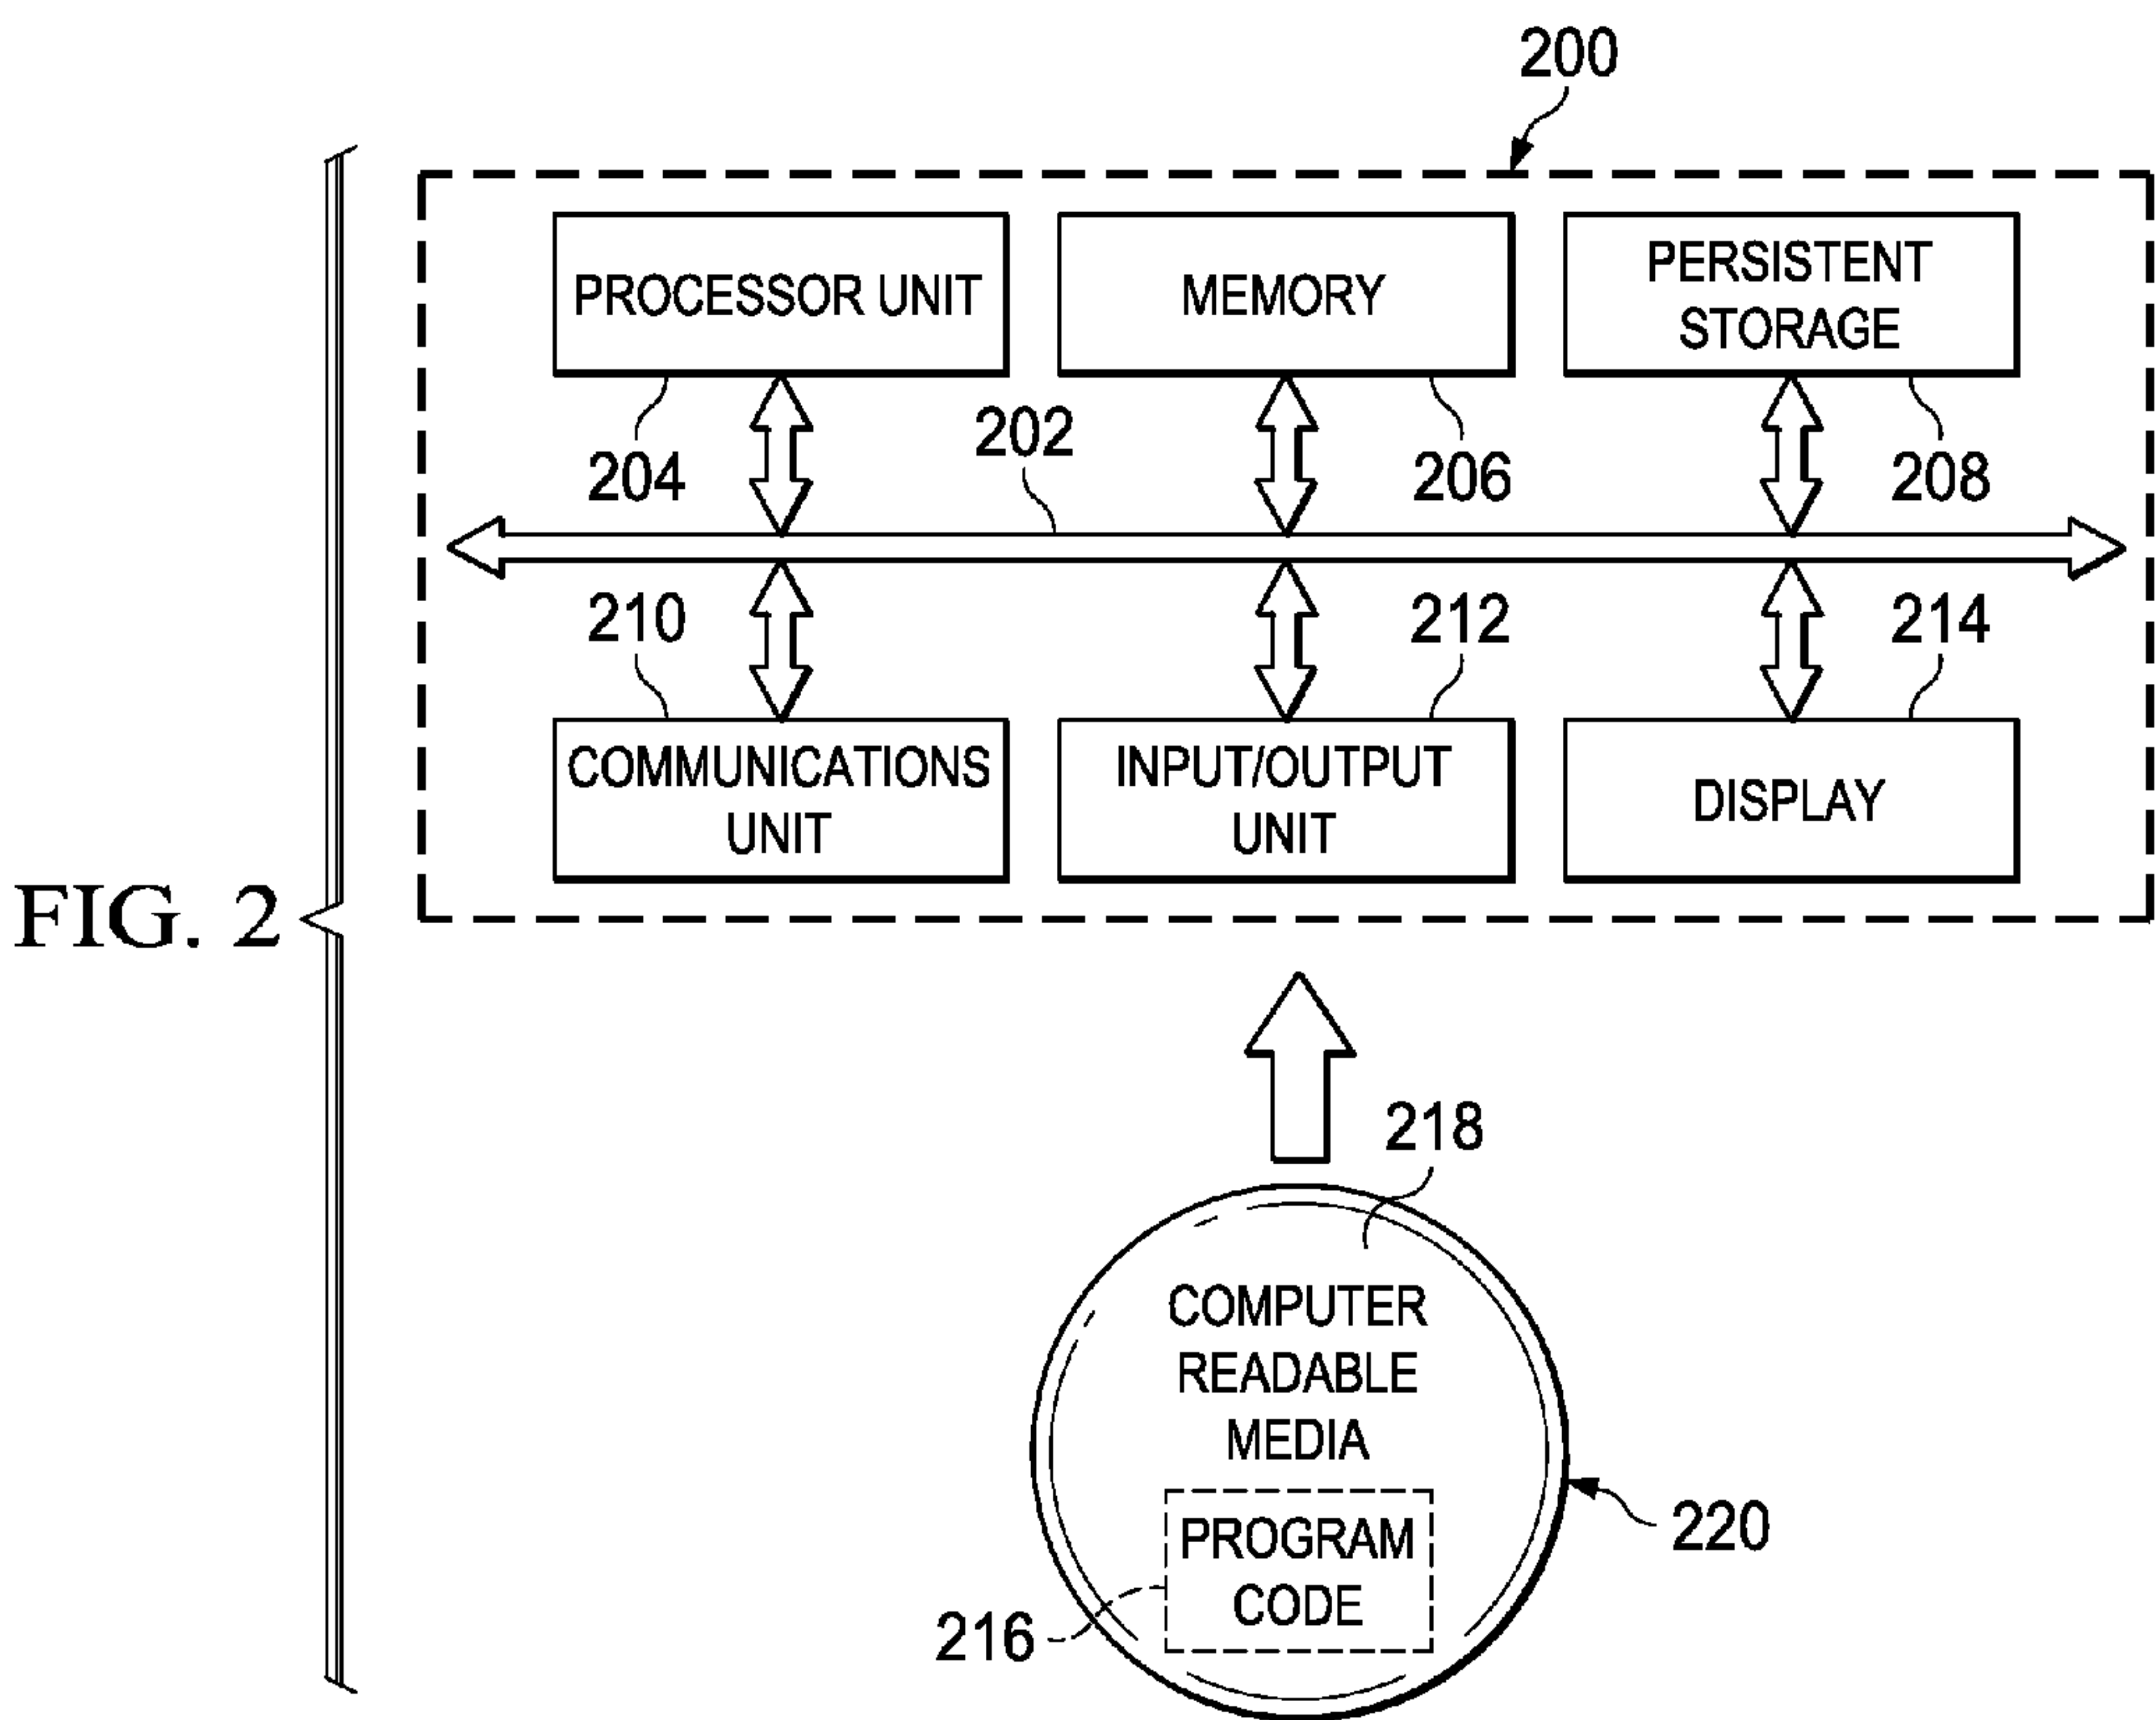 200
PROCESSOR UNIT
MEMORY
PERSISTENT
STORAGE
204
202
206
208
210
212
214
COMMUNICATIONS
UNIT
INPUT/OUTPUT
UNIT
DISPLAY
FIG. 2
218
COMPUTER
READABLE
MEDIA
PROGRAM
CODE
220
216